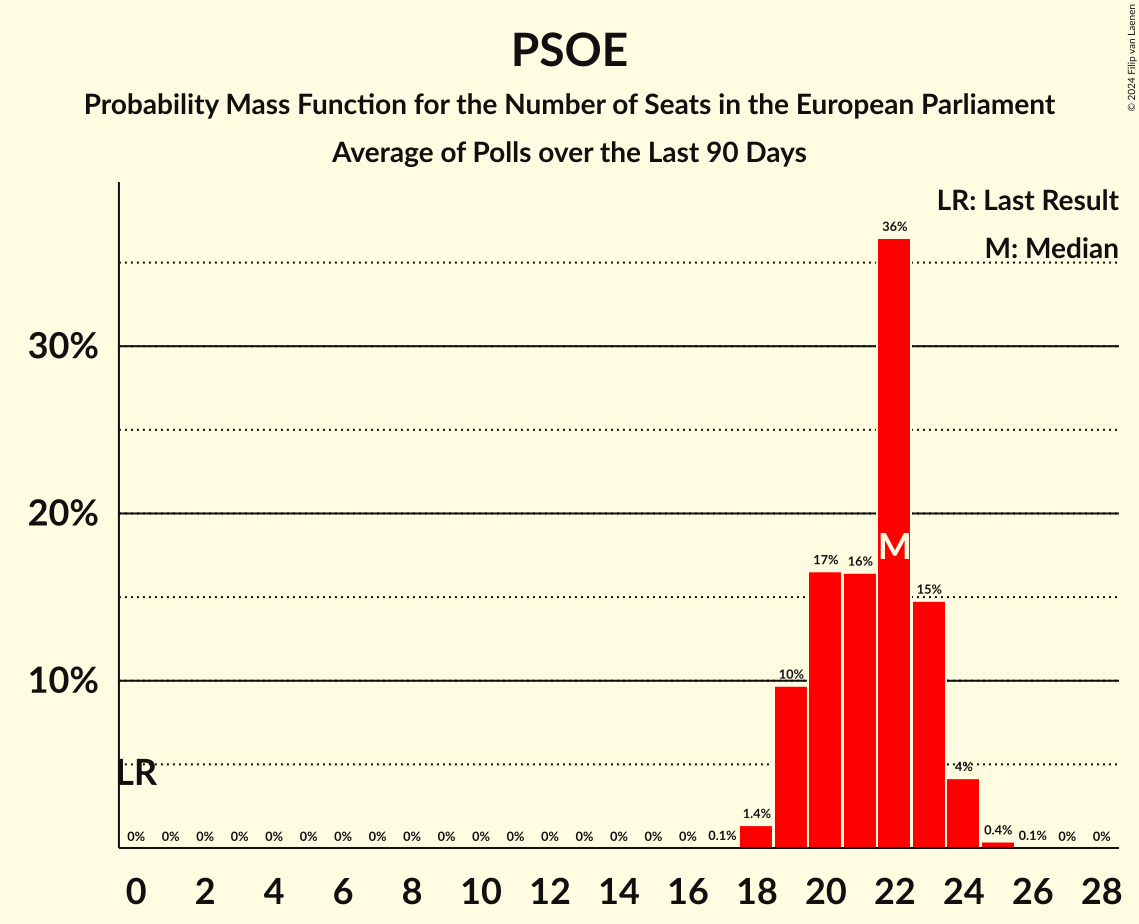 PSOE
Probability Mass Function for the Number of Seats in the European Parliament
Average of Polls over the Last 90 Days
© 2024 Filip van Laenen
LR: Last Result
M: Median
30%
20%
10%
LR
M
0% 0% 0% 0% 0% 0% 0% 0% 0% 0% 0% 0% 0% 0% 0% 0% 0% 0.1% 1.4% 10% 17% 16% 36% 15% 4% 0.4% 0.1% 0% 0%
0 2 4 6 8 10 12 14 16 18 20 22 24 26 28